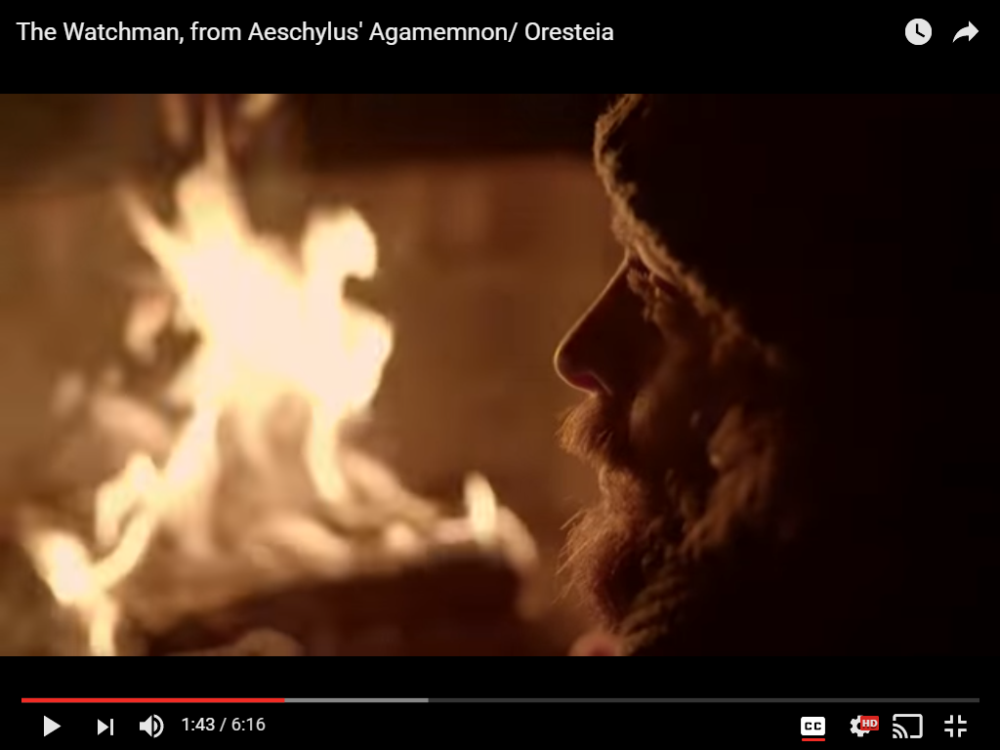 The Watchman, from Aeschylus' Agamemnon/ Oresteia
1:43 / 6:16
CC
HD